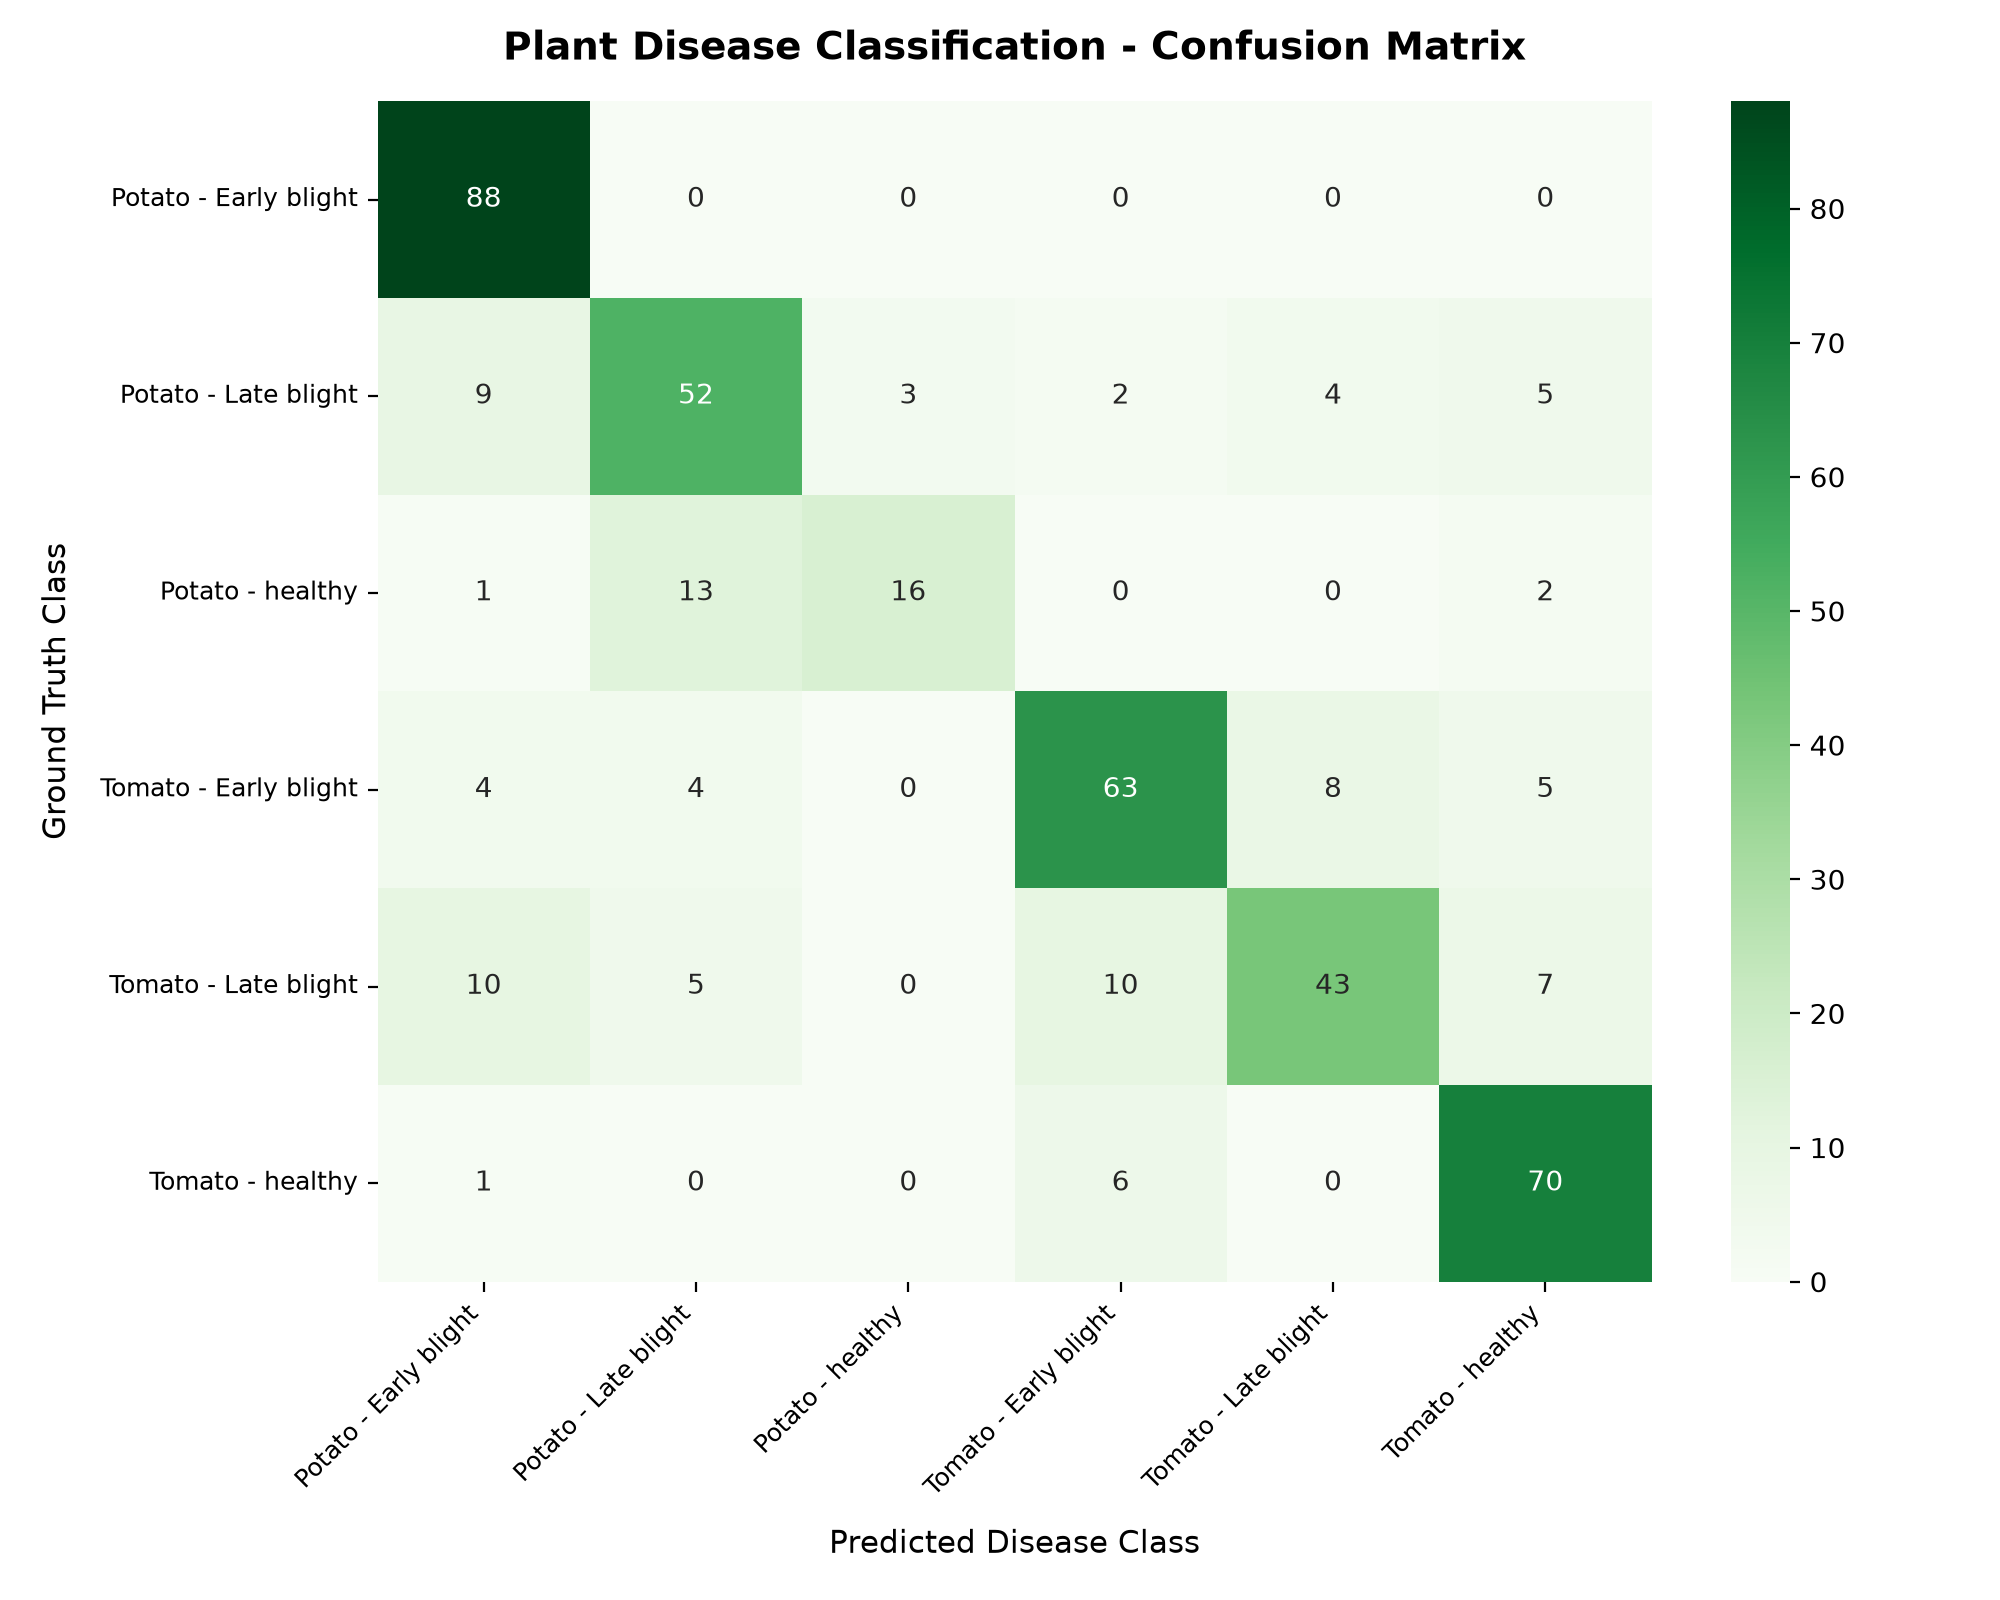 Plant Disease Classification - Confusion Matrix
Ground Truth Class
Potato - Early blight 88 0 0 0 0 0
Potato - Late blight 9 52 3 2 4 5
Potato - healthy 1 13 16 0 0 2
Tomato - Early blight 4 4 0 63 8 5
Tomato - Late blight 10 5 0 10 43 7
Tomato - healthy 1 0 0 6 0 70
Potato - Early blight
Potato - Late blight
Potato - healthy
Tomato - Early blight
Tomato - Late blight
Tomato - healthy
Predicted Disease Class
80
70
60
50
40
30
20
10
0